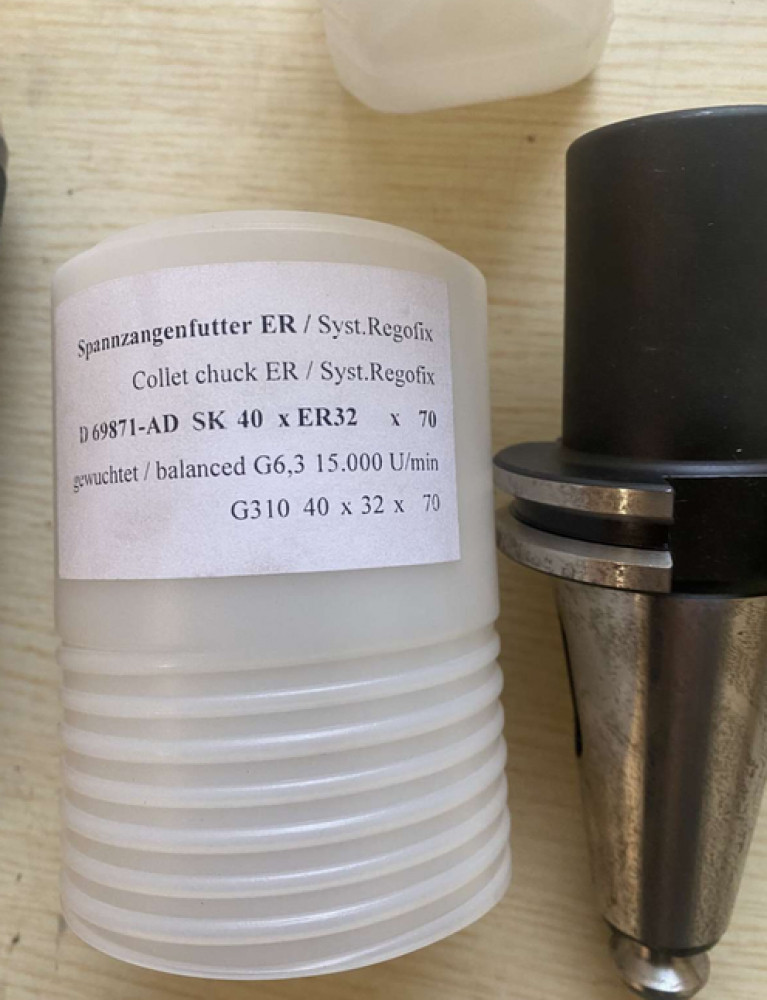 Spannzangenfutter ER / Syst.Regofix
Collet chuck ER / Syst.Regofix
D 69871-AD SK 40 x ER32 x 70
gewuchtet / balanced G6,3 15.000 U/min
G310 40 x 32 x 70